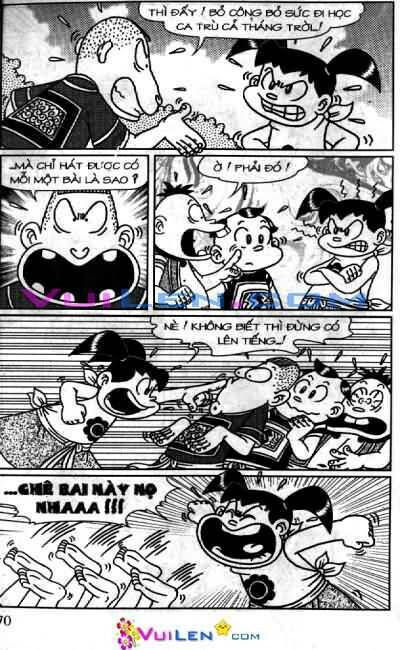 THÌ ĐẤY! BỎ CÔNG BỎ SỨC ĐI HỌC
CA TRÙ CẢ THÁNG TRỜI!
...MÀ CHỈ HÁT ĐƯỢC CÓ
MỖI MỘT BÀI LÀ SAO?
Ờ! PHẢI ĐÓ!
VUILEN.COM
NÈ! KHÔNG BIẾT THÌ ĐỪNG CÓ
LÊN TIẾNG...!
...CHÊ BAI NÀY NỌ
NHAAA!!!
70
VUILEN.COM